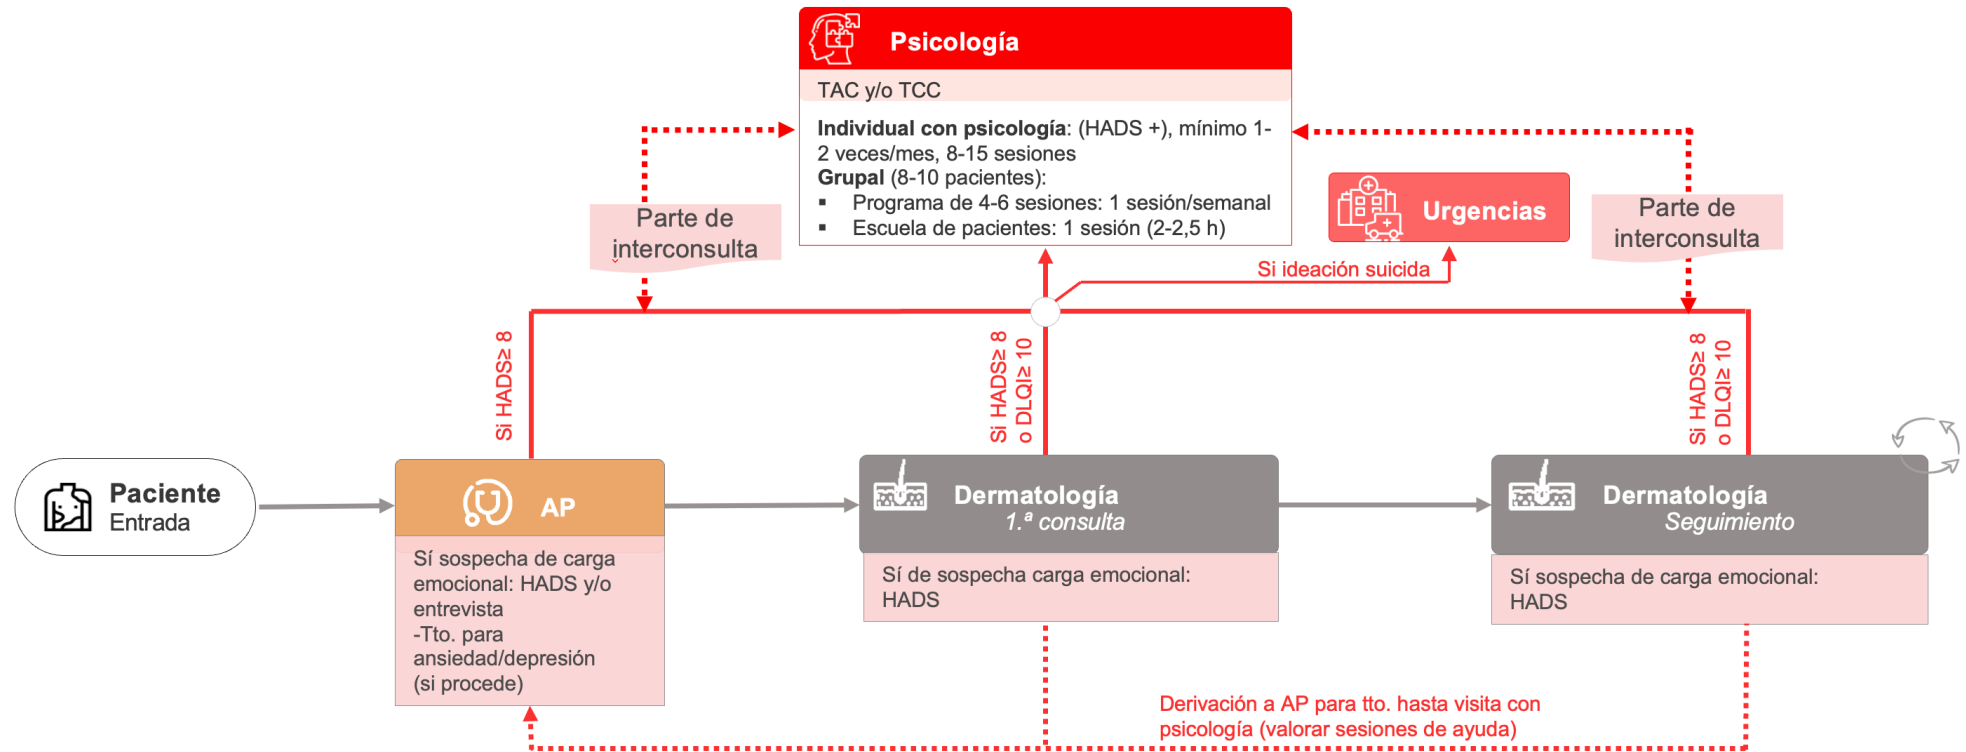 Psicología
TAC y/o TCC
Individual con psicología: (HADS +), mínimo 1-
2 veces/mes, 8-15 sesiones
Grupal (8-10 pacientes):
▪ Programa de 4-6 sesiones: 1 sesión/semanal
▪ Escuela de pacientes: 1 sesión (2-2,5 h)
Parte de
interconsulta
Urgencias
Parte de
interconsulta
Si ideación suicida
Si HADS≥ 8
Si HADS≥ 8
o DLQI≥ 10
Si HADS≥ 8
o DLQI≥ 10
Paciente
Entrada
AP
Sí sospecha de carga
emocional: HADS y/o
entrevista
-Tto. para
ansiedad/depresión
(si procede)
Dermatología
1.ª consulta
Sí de sospecha carga emocional:
HADS
Dermatología
Seguimiento
Sí sospecha de carga emocional:
HADS
Derivación a AP para tto. hasta visita con
psicología (valorar sesiones de ayuda)